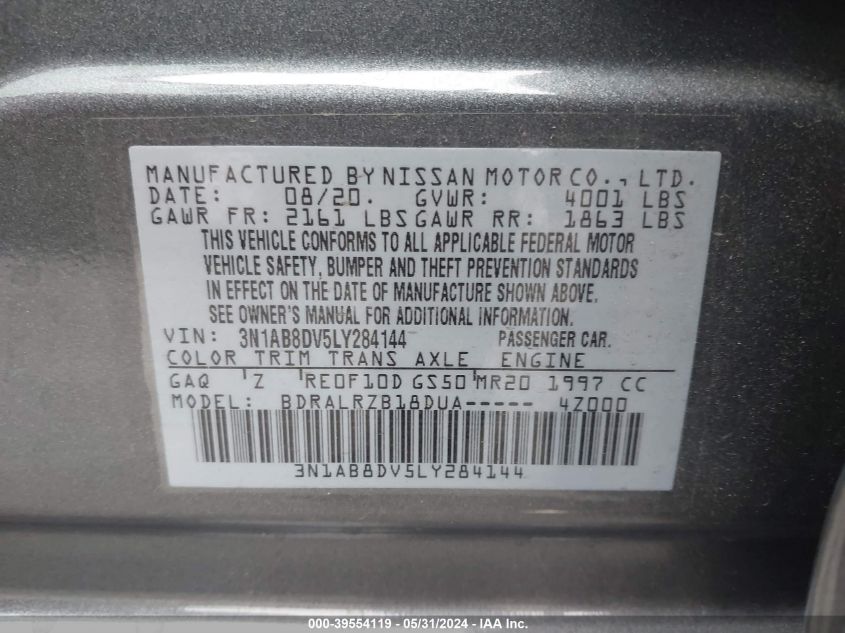 MANUFACTURED BY NISSAN MOTOR CO., LTD.
DATE: 08/20. GVWR: 4001 LBS
GAWR FR: 2161 LBS GAWR RR: 1863 LBS
THIS VEHICLE CONFORMS TO ALL APPLICABLE FEDERAL MOTOR
VEHICLE SAFETY, BUMPER AND THEFT PREVENTION STANDARDS
IN EFFECT ON THE DATE OF MANUFACTURE SHOWN ABOVE.
SEE OWNER'S MANUAL FOR ADDITIONAL INFORMATION.
VIN: 3N1AB8DV5LY284144 PASSENGER CAR.
COLOR TRIM TRANS AXLE ENGINE
GAQ Z RE0F10D GS50 MR20 1997 CC
MODEL: BDRALRZB18DUA----- 4Z000
3N1AB8DV5LY284144
000-39554119 - 05/31/2024 - IAA Inc.